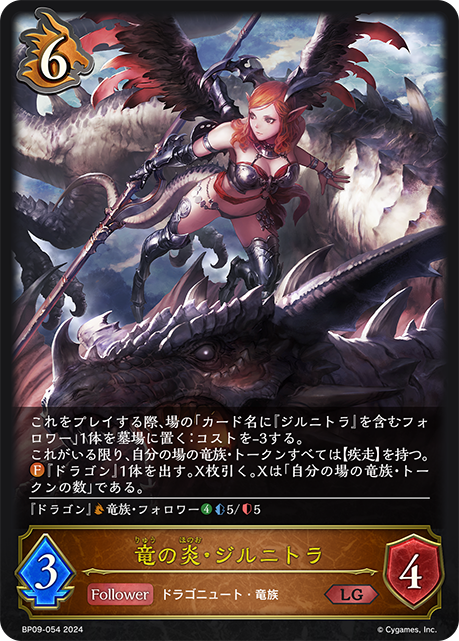 6
これをプレイする際、場の「カード名に『ジルニトラ』を含むフォ
ロワー」1体を墓場に置く：コストを-3する。
これがいる限り、自分の場の竜族・トークンすべては【疾走】を持つ。
F『ドラゴン』1体を出す。X枚引く。Xは「自分の場の竜族・トー
クンの数」である。
『ドラゴン』竜族・フォロワー4 5/5
りゅう ほのお
竜の炎・ジルニトラ
3
Follower ドラゴニュート・竜族 LG
4
BP09-054 2024 © Cygames, Inc.